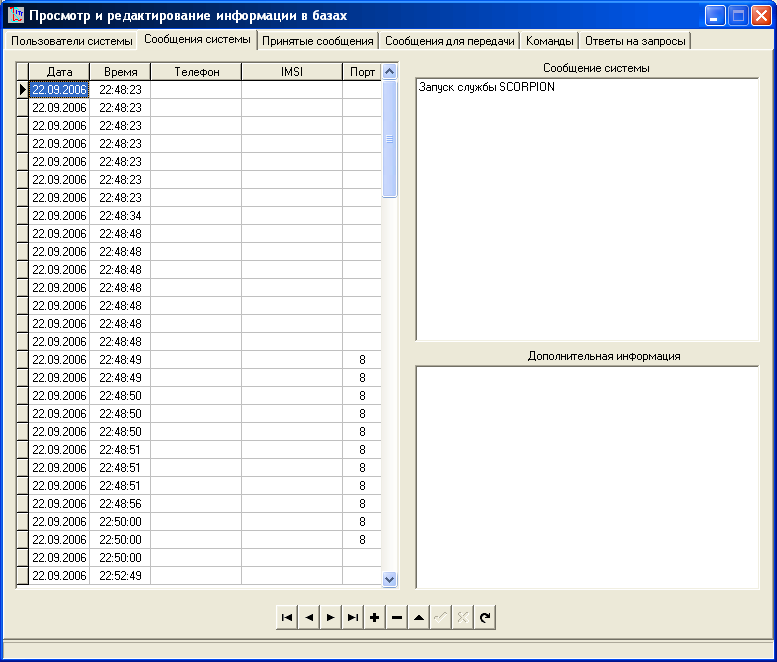 Просмотр и редактирование информации в базах
Пользователи системы Сообщения системы Принятые сообщения Сообщения для передачи Команды Ответы на запросы
Дата Время Телефон IMSI Порт
22.09.2006 22:48:23
22.09.2006 22:48:23
22.09.2006 22:48:23
22.09.2006 22:48:23
22.09.2006 22:48:23
22.09.2006 22:48:23
22.09.2006 22:48:23
22.09.2006 22:48:34
22.09.2006 22:48:48
22.09.2006 22:48:48
22.09.2006 22:48:48
22.09.2006 22:48:48
22.09.2006 22:48:48
22.09.2006 22:48:48
22.09.2006 22:48:48
22.09.2006 22:48:49 8
22.09.2006 22:48:49 8
22.09.2006 22:48:50 8
22.09.2006 22:48:50 8
22.09.2006 22:48:50 8
22.09.2006 22:48:51 8
22.09.2006 22:48:51 8
22.09.2006 22:48:51 8
22.09.2006 22:48:56 8
22.09.2006 22:50:00 8
22.09.2006 22:50:00 8
22.09.2006 22:50:00
22.09.2006 22:52:49
Сообщение системы
Запуск службы SCORPION
Дополнительная информация